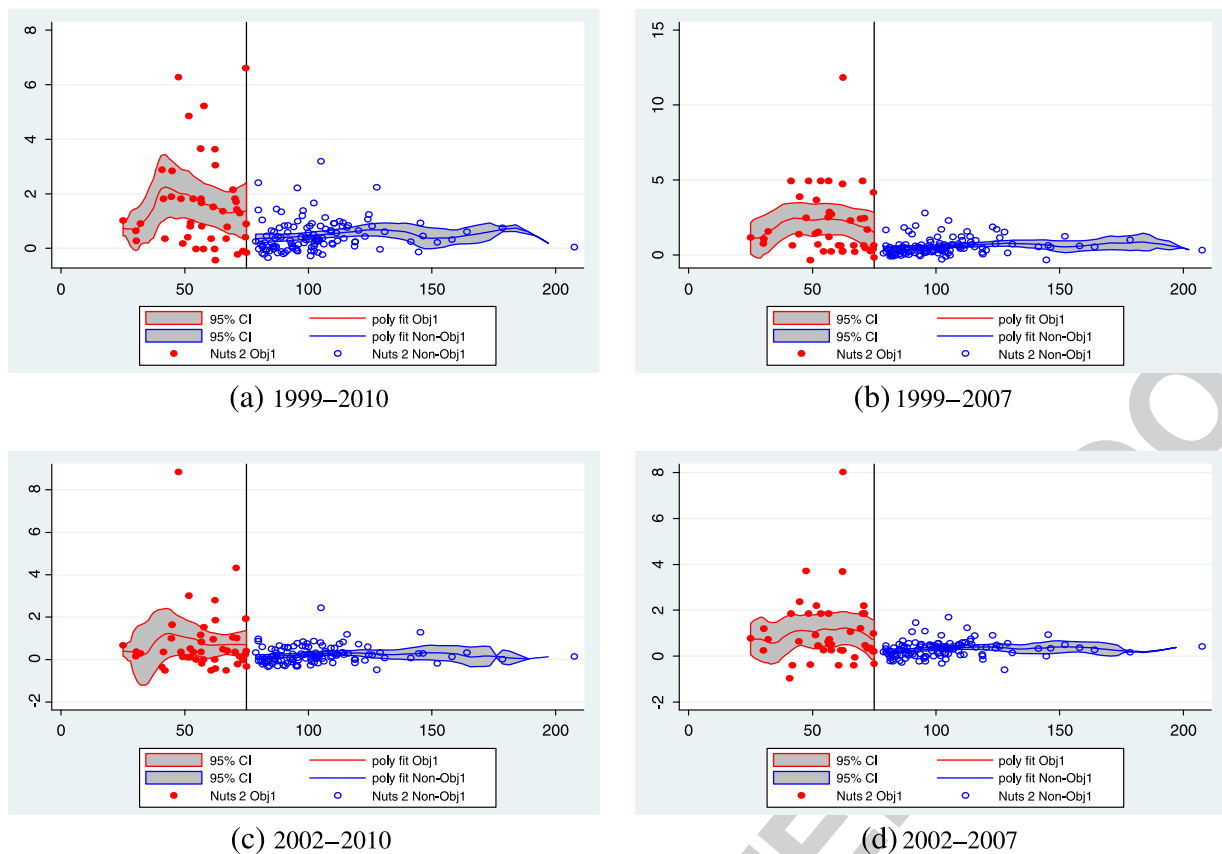 8
6
4
2
0
0 50 100 150 200
95% CI poly fit Obj1
95% CI poly fit Non-Obj1
Nuts 2 Obj1 Nuts 2 Non-Obj1
(a) 1999–2010
15
10
5
0
0 50 100 150 200
95% CI poly fit Obj1
95% CI poly fit Non-Obj1
Nuts 2 Obj1 Nuts 2 Non-Obj1
(b) 1999–2007
8
6
4
2
0
-2
0 50 100 150 200
95% CI poly fit Obj1
95% CI poly fit Non-Obj1
Nuts 2 Obj1 Nuts 2 Non-Obj1
(c) 2002–2010
8
6
4
2
0
-2
0 50 100 150 200
95% CI poly fit Obj1
95% CI poly fit Non-Obj1
Nuts 2 Obj1 Nuts 2 Non-Obj1
(d) 2002–2007